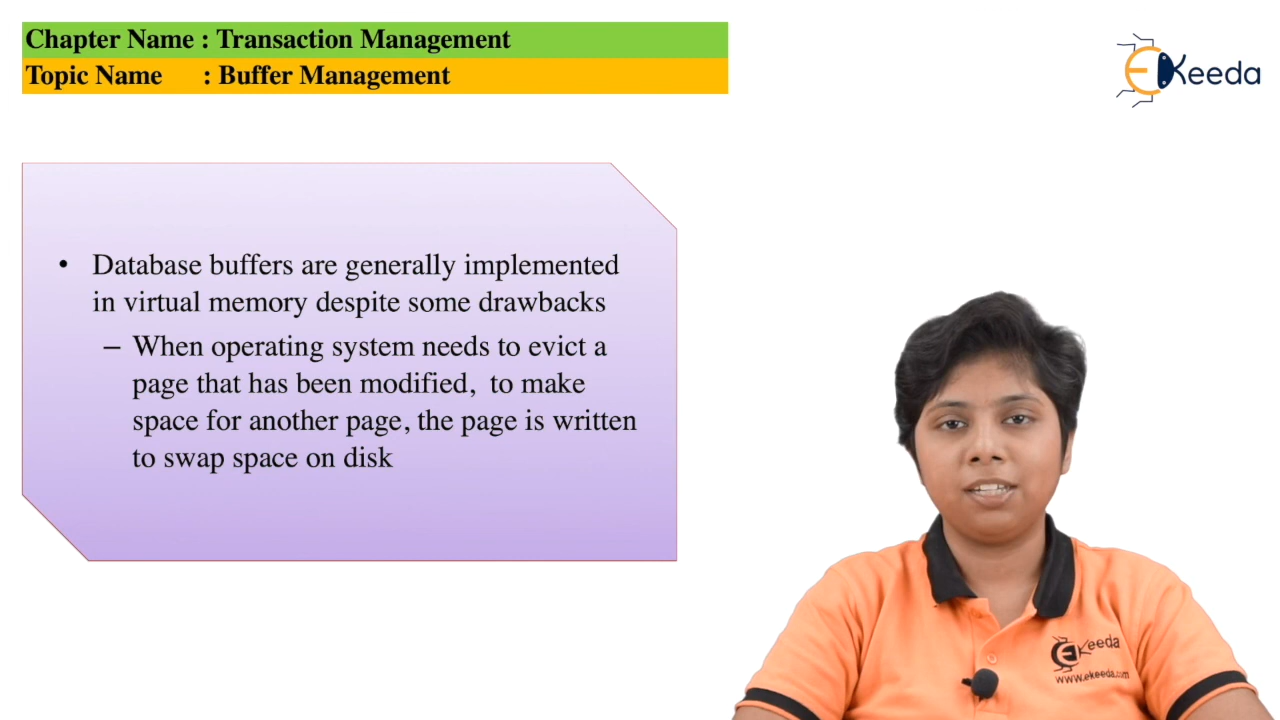 Chapter Name : Transaction Management
Topic Name : Buffer Management
EKeeda
• Database buffers are generally implemented
in virtual memory despite some drawbacks
– When operating system needs to evict a
page that has been modified, to make
space for another page, the page is written
to swap space on disk
EKeeda
www.ekeeda.com